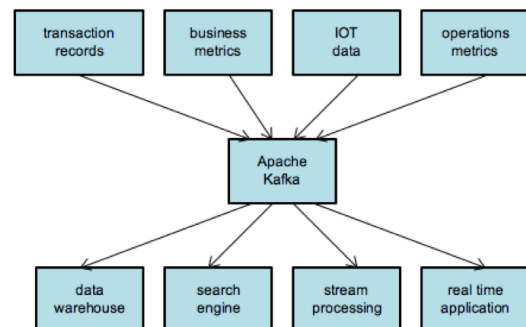 transaction
records
business
metrics
IOT
data
operations
metrics
Apache
Kafka
data
warehouse
search
engine
stream
processing
real time
application